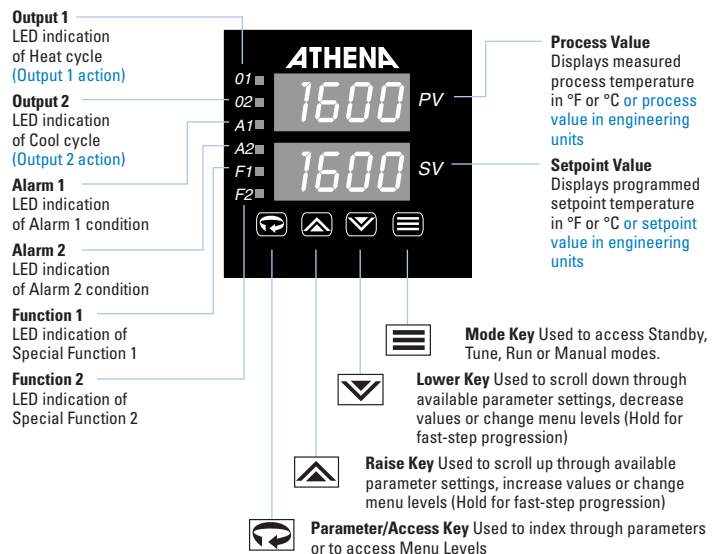 Output 1
LED indication
of Heat cycle
(Output 1 action)
Output 2
LED indication
of Cool cycle
(Output 2 action)
Alarm 1
LED indication
of Alarm 1 condition
Alarm 2
LED indication
of Alarm 2 condition
Function 1
LED indication of
Special Function 1
Function 2
LED indication of
Special Function 2
ATHENA
01
02
A1
A2
F1
F2
1600 PV
1600 SV
Process Value
Displays measured
process temperature
in °F or °C or process
value in engineering
units
Setpoint Value
Displays programmed
setpoint temperature
in °F or °C or setpoint
value in engineering
units
Mode Key Used to access Standby,
Tune, Run or Manual modes.
Lower Key Used to scroll down through
available parameter settings, decrease
values or change menu levels (Hold for
fast-step progression)
Raise Key Used to scroll up through available
parameter settings, increase values or change
menu levels (Hold for fast-step progression)
Parameter/Access Key Used to index through parameters
or to access Menu Levels